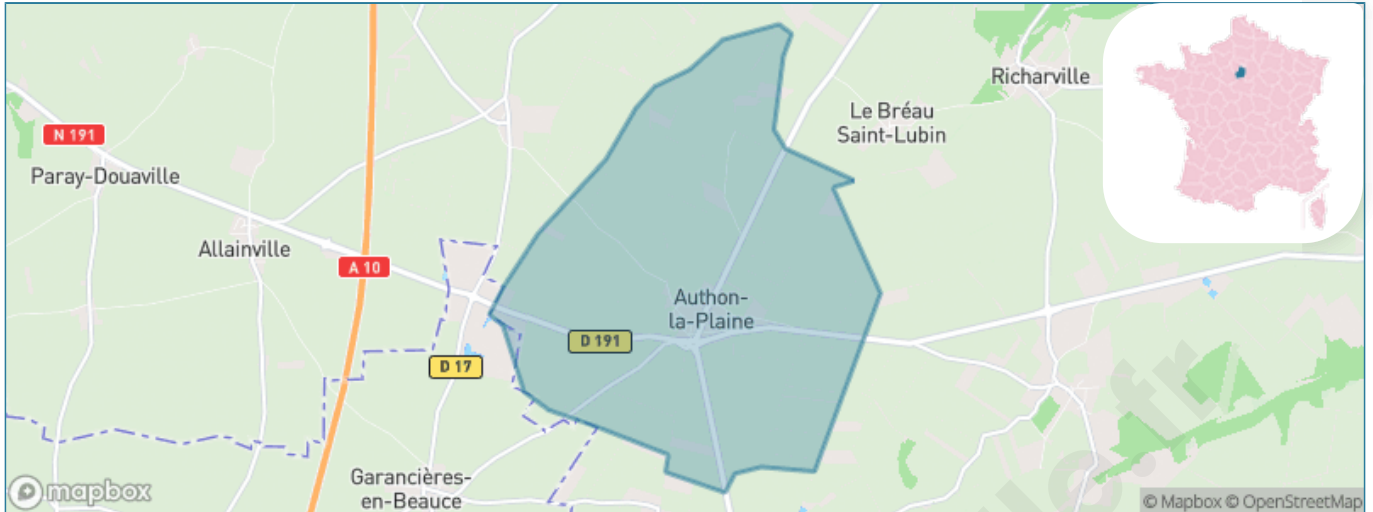 Richarville
Le Bréau
Saint-Lubin
N 191
Paray-Douaville
Allainville
A 10
Authon-
la-Plaine
D 191
D 17
Garancières-
en-Beauce
mapbox
© Mapbox © OpenStreetMap